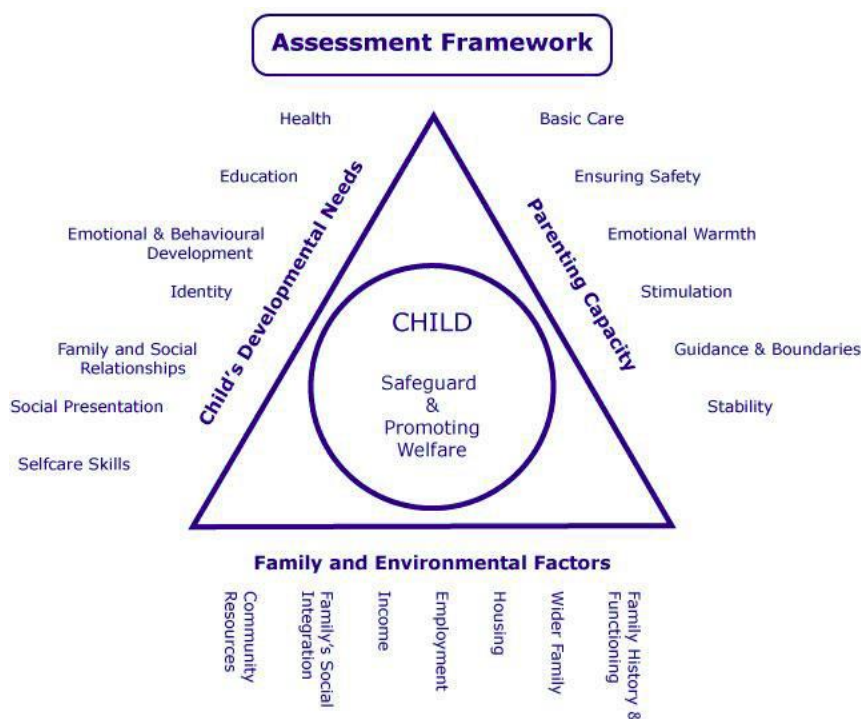 Assessment Framework
Health
Education
Emotional & Behavioural
Development
Identity
Family and Social
Relationships
Social Presentation
Selfcare Skills
Child's Developmental Needs
Basic Care
Ensuring Safety
Emotional Warmth
Stimulation
Guidance & Boundaries
Stability
Parenting Capacity
CHILD
Safeguard
&
Promoting
Welfare
Family and Environmental Factors
Community
Resources
Family's Social
Integration
Income
Employment
Housing
Wider Family
Family History &
Functioning